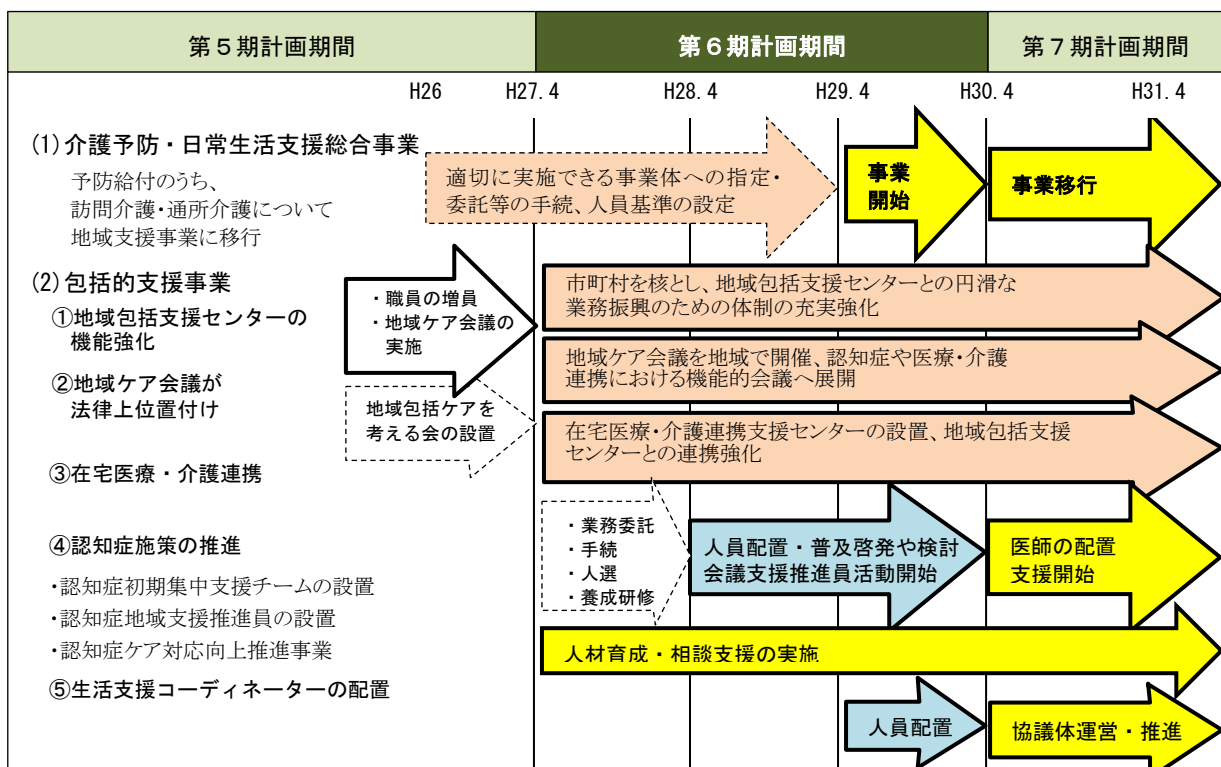 第５期計画期間
第６期計画期間
第７期計画期間
H26
H27.4
H28.4
H29.4
H30.4
H31.4
(1)介護予防・日常生活支援総合事業
予防給付のうち、
訪問介護・通所介護について
地域支援事業に移行
適切に実施できる事業体への指定・
委託等の手続、人員基準の設定
事業
開始
事業移行
(2)包括的支援事業
①地域包括支援センターの
機能強化
・職員の増員
・地域ケア会議の
実施
市町村を核とし、地域包括支援センターとの円滑な
業務振興のための体制の充実強化
②地域ケア会議が
法律上位置付け
地域ケア会議を地域で開催、認知症や医療・介護
連携における機能的会議へ展開
地域包括ケアを
考える会の設置
在宅医療・介護連携支援センターの設置、地域包括支援
センターとの連携強化
③在宅医療・介護連携
④認知症施策の推進
・認知症初期集中支援チームの設置
・認知症地域支援推進員の設置
・認知症ケア対応向上推進事業
・業務委託
・手続
・人選
・養成研修
人員配置・普及啓発や検討
会議支援推進員活動開始
医師の配置
支援開始
人材育成・相談支援の実施
⑤生活支援コーディネーターの配置
人員配置
協議体運営・推進